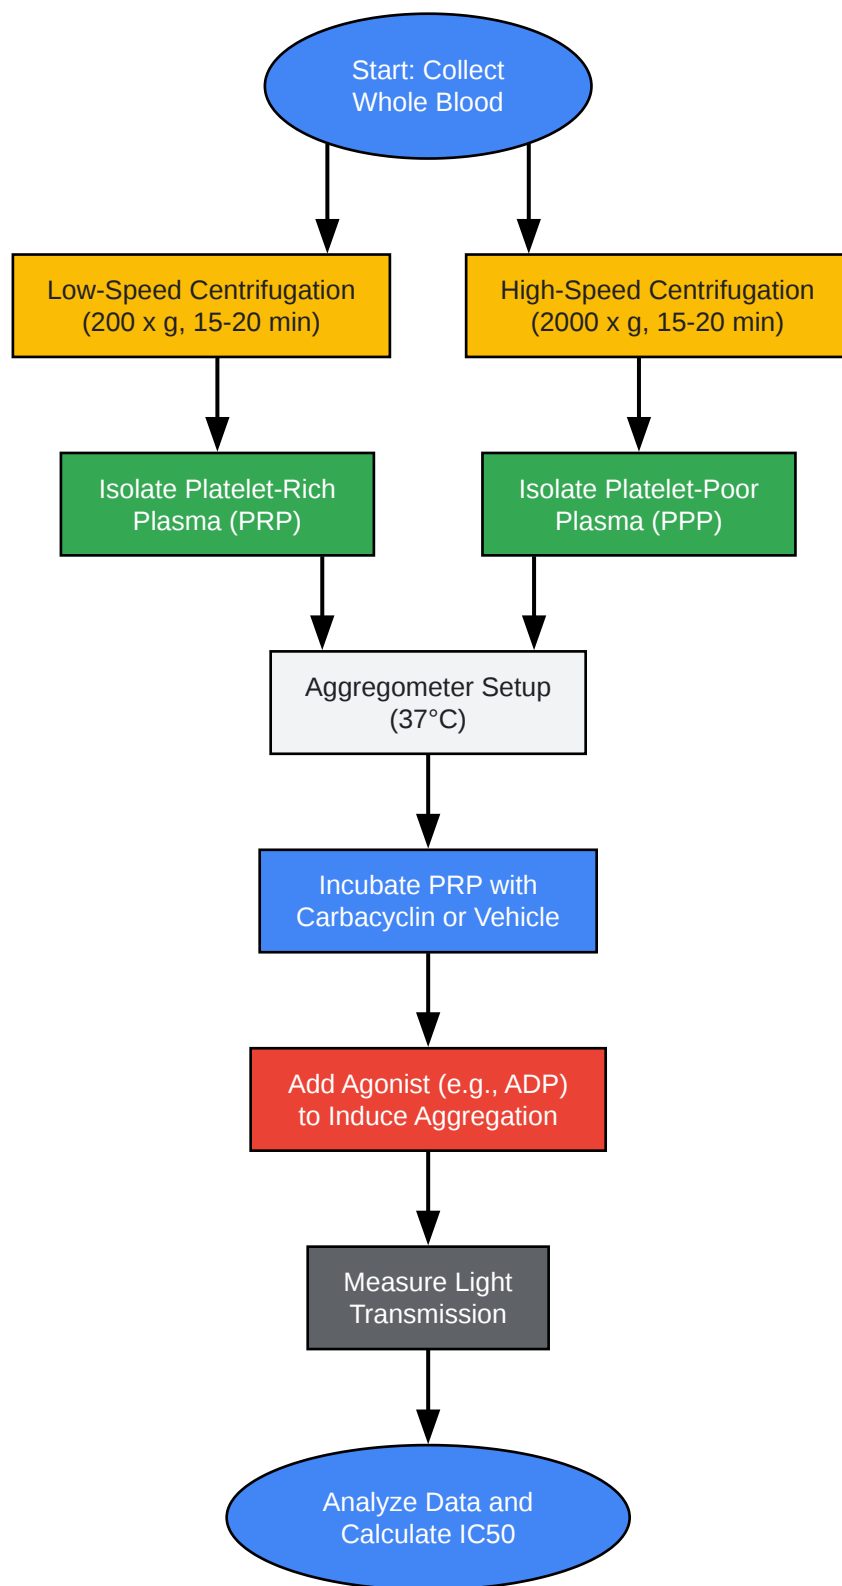 Start: Collect
Whole Blood
Low-Speed Centrifugation
(200 x g, 15-20 min)
High-Speed Centrifugation
(2000 x g, 15-20 min)
Isolate Platelet-Rich
Plasma (PRP)
Isolate Platelet-Poor
Plasma (PPP)
Aggregometer Setup
(37°C)
Incubate PRP with
Carbacyclin or Vehicle
Add Agonist (e.g., ADP)
to Induce Aggregation
Measure Light
Transmission
Analyze Data and
Calculate IC50